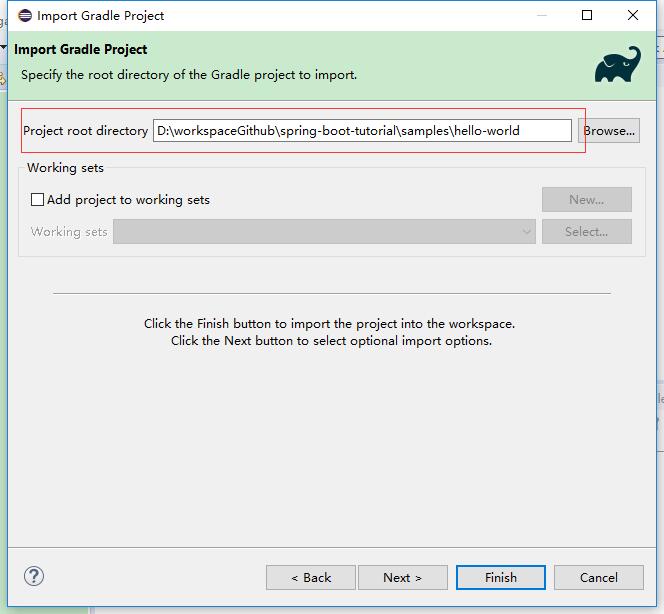 Import Gradle Project
Import Gradle Project
Specify the root directory of the Gradle project to import.
Project root directory D:\workspaceGithub\spring-boot-tutorial\samples\hello-world Browse...
Working sets
Add project to working sets New...
Working sets Select...
Click the Finish button to import the project into the workspace.
Click the Next button to select optional import options.
? < Back Next > Finish Cancel